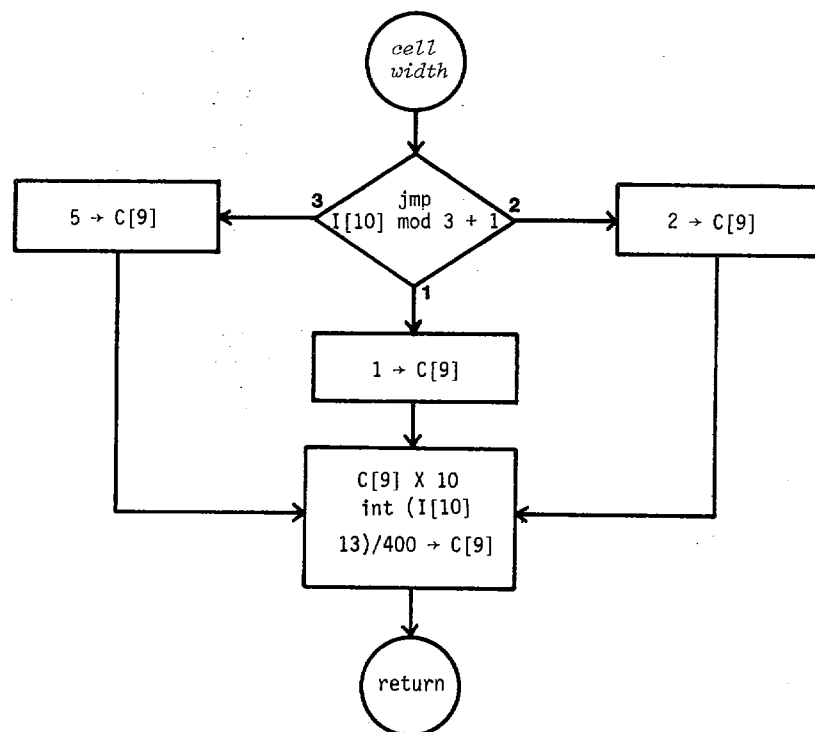 cell
width
jmp
I[10] mod 3 + 1
3
2
1
5 → C[9]
2 → C[9]
1 → C[9]
C[9] X 10
int (I[10]
13)/400 → C[9]
return